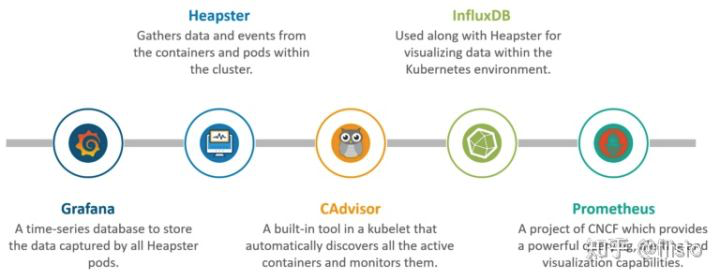 Heapster
Gathers data and events from
the containers and pods within
the cluster.
InfluxDB
Used along with Heapster for
visualizing data within the
Kubernetes environment.
Grafana
A time-series database to store
the data captured by all Heapster
pods.
CAdvisor
A built-in tool in a kubelet that
automatically discovers all the active
containers and monitors them.
Prometheus
A project of CNCF which provides
a powerful querying, and
visualization capabilities.
知乎